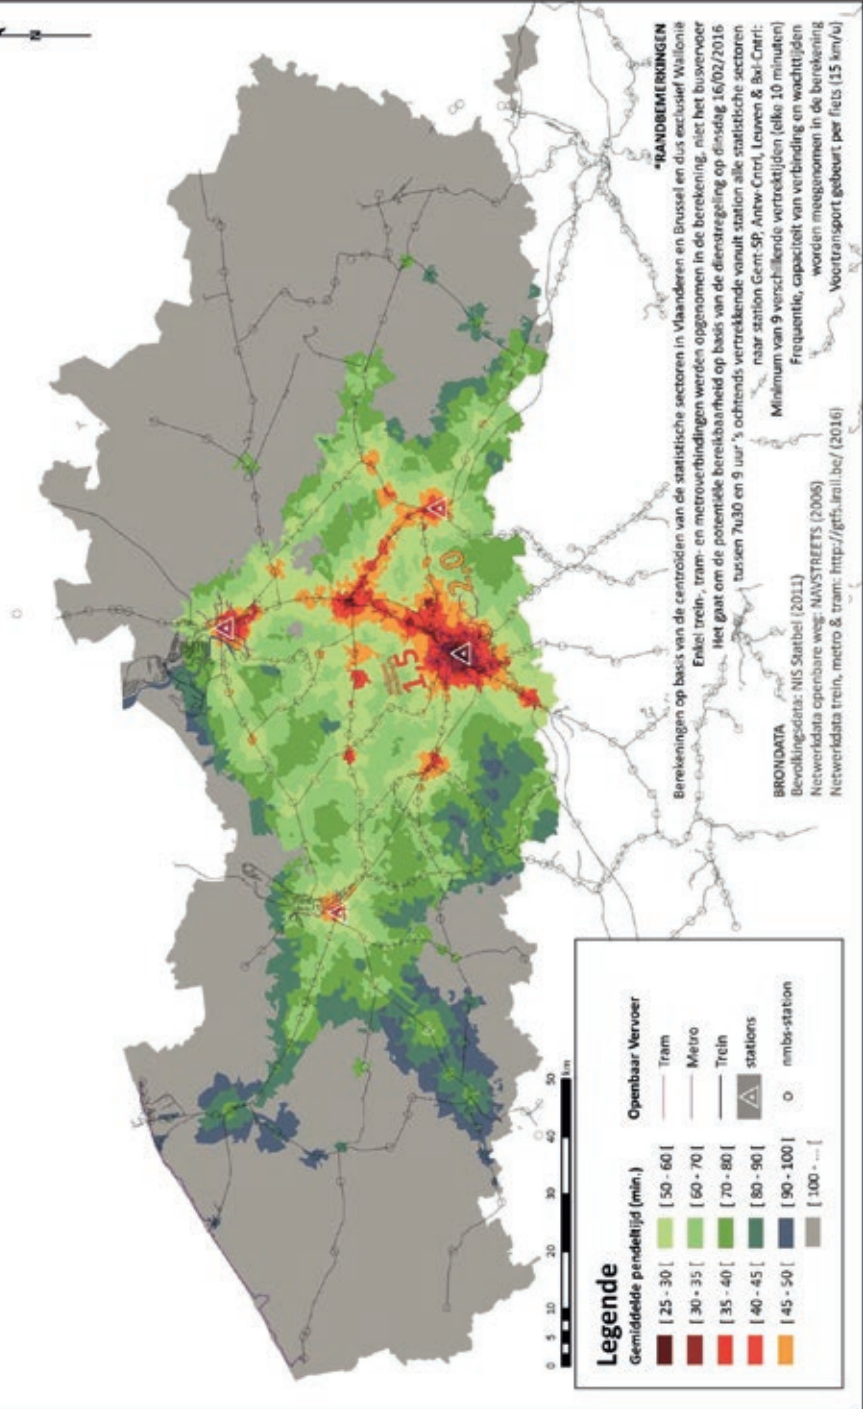 N
1.5
2.0
*RANDBEMERKINGEN
Berekeningen op basis van de centroïden van de statistische sectoren in Vlaanderen en Brussel en dus exclusief Wallonië
Enkel trein-, tram- en metroverbindingen werden opgenomen in de berekening, niet het busvervoer
Het gaat om de potentiële bereikbaarheid op basis van de dienstregeling op dinsdag 16/02/2016
tussen 7u30 en 9 uur 's ochtends vertrekkende vanuit station alle statistische sectoren
naar station Gent-SP, Antw-Cntrl, Leuven & Bxl-Cntrl:
Minimum van 9 verschillende vertrektijden (elke 10 minuten)
Frequentie, capaciteit van verbinding en wachttijden
worden meegenomen in de berekening
Voortransport gebeurt per fiets (15 km/u)
BRONDATA
Bevolkingsdata: NIS Statbel (2011)
Netwerkdata openbare weg: NAVSTREETS (2006)
Netwerkdata trein, metro & tram: http://gtfs.irail.be/ (2016)
0 5 10 20 30 40 50 km
Legende
Gemiddelde pendeltijd (min.)
[ 25 - 30 [
[ 30 - 35 [
[ 35 - 40 [
[ 40 - 45 [
[ 45 - 50 [
[ 50 - 60 [
[ 60 - 70 [
[ 70 - 80 [
[ 80 - 90 [
[ 90 - 100 [
[ 100 - ... [
Openbaar Vervoer
Tram
Metro
Trein
stations
nmbs-station